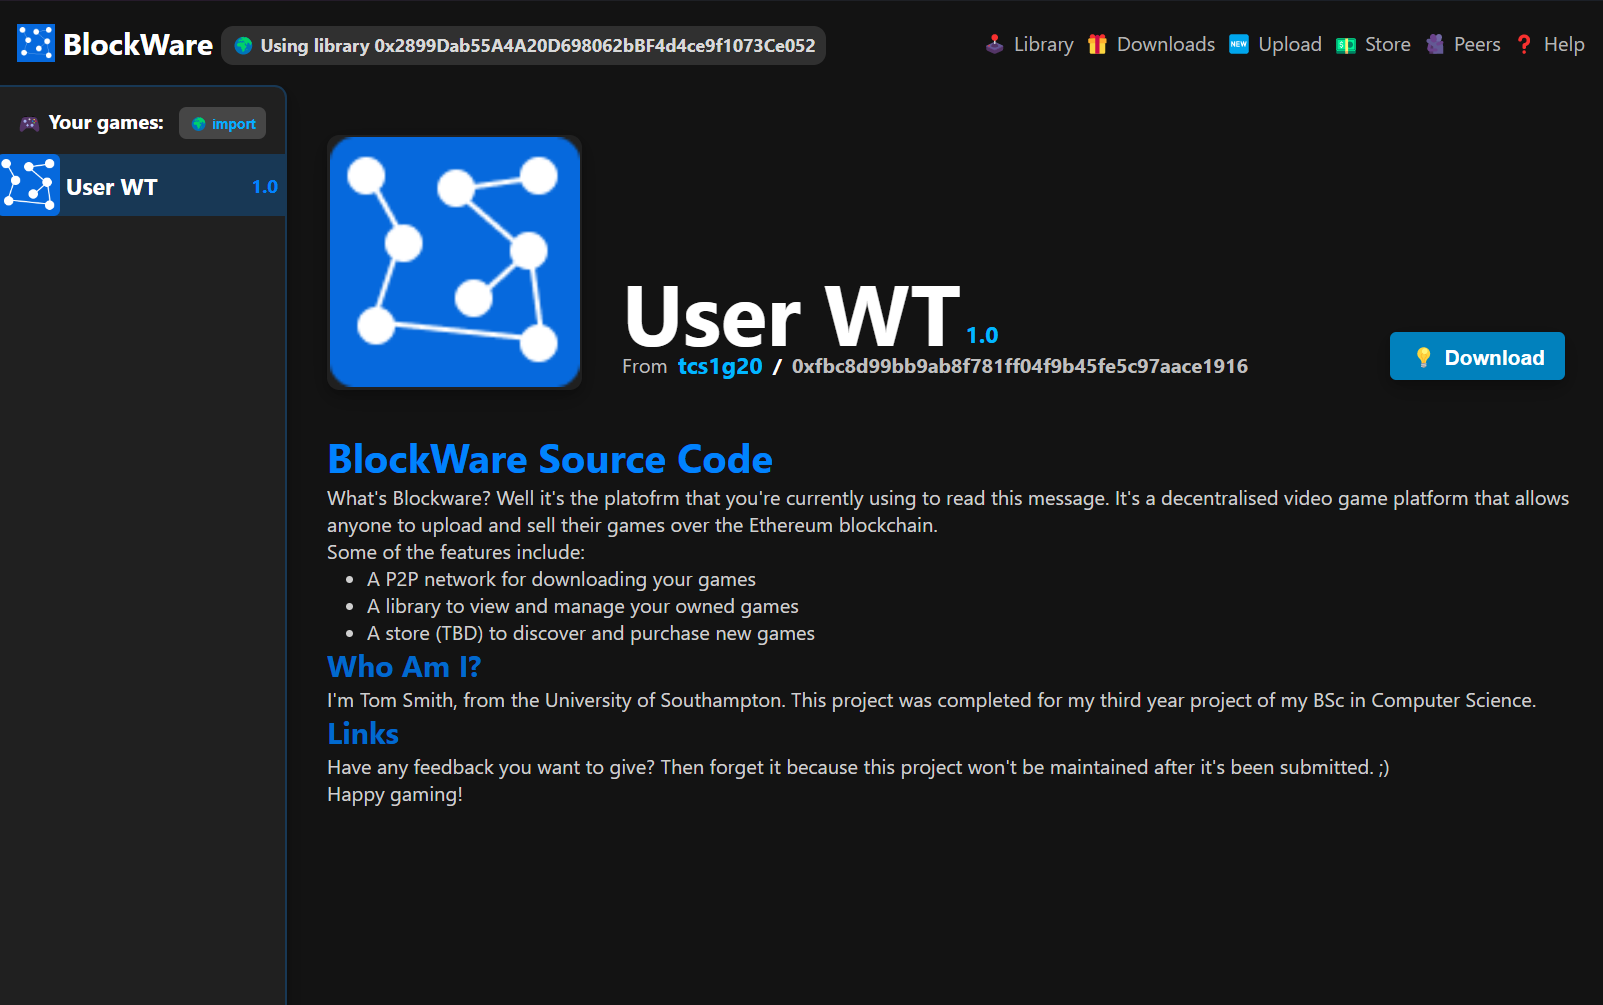 BlockWare
Using library 0x2899Dab55A4A20D698062bBF4d4ce9f1073Ce052
Library
Downloads
NEW
Upload
Store
Peers
Help
Your games:
import
User WT
1.0
User WT 1.0
From tcs1g20 / 0xfbc8d99bb9ab8f781ff04f9b45fe5c97aace1916
Download
BlockWare Source Code
What's Blockware? Well it's the platofrm that you're currently using to read this message. It's a decentralised video game platform that allows
anyone to upload and sell their games over the Ethereum blockchain.
Some of the features include:
• A P2P network for downloading your games
• A library to view and manage your owned games
• A store (TBD) to discover and purchase new games
Who Am I?
I'm Tom Smith, from the University of Southampton. This project was completed for my third year project of my BSc in Computer Science.
Links
Have any feedback you want to give? Then forget it because this project won't be maintained after it's been submitted. ;)
Happy gaming!